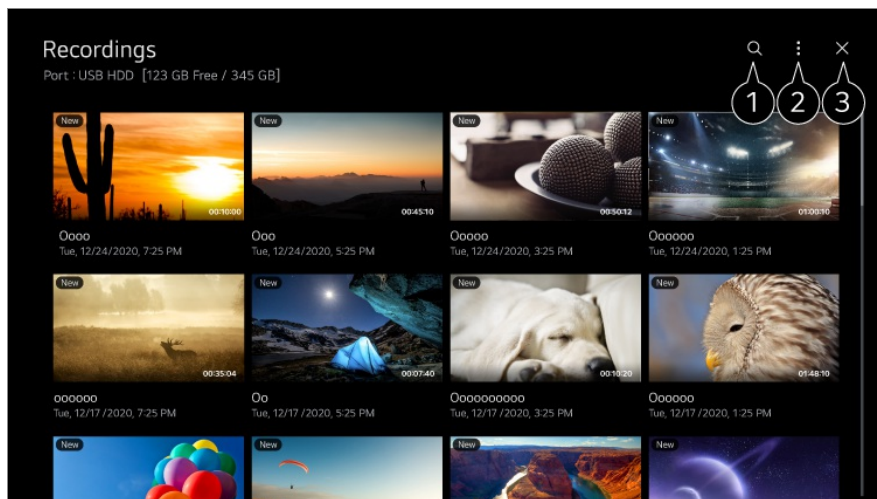 Recordings
Port : USB HDD [123 GB Free / 345 GB]
1 2 3
New New New New
00:10:00 00:45:10 00:50:12 01:00:10
Oooo Ooo Ooooo Oooooo
Tue, 12/24/2020, 7:25 PM Tue, 12/24/2020, 5:25 PM Tue, 12/24/2020, 3:25 PM Tue, 12/24/2020, 1:25 PM
New New New New
00:35:04 00:07:40 00:10:20 01:48:10
oooooo Oo Oooooooooo Oooooo
Tue, 12/17/2020, 7:25 PM Tue, 12/17/2020, 5:25 PM Tue, 12/17/2020, 3:25 PM Tue, 12/17/2020, 1:25 PM
New New New New